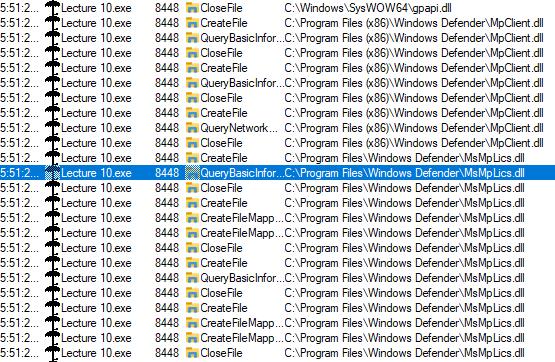 5:51:2... Lecture 10.exe 8448 CloseFile C:\Windows\SysWOW64\gpapi.dll
5:51:2... Lecture 10.exe 8448 CreateFile C:\Program Files (x86)\Windows Defender\MpClient.dll
5:51:2... Lecture 10.exe 8448 QueryBasicInfor... C:\Program Files (x86)\Windows Defender\MpClient.dll
5:51:2... Lecture 10.exe 8448 CloseFile C:\Program Files (x86)\Windows Defender\MpClient.dll
5:51:2... Lecture 10.exe 8448 CreateFile C:\Program Files (x86)\Windows Defender\MpClient.dll
5:51:2... Lecture 10.exe 8448 QueryBasicInfor... C:\Program Files (x86)\Windows Defender\MpClient.dll
5:51:2... Lecture 10.exe 8448 CloseFile C:\Program Files (x86)\Windows Defender\MpClient.dll
5:51:2... Lecture 10.exe 8448 CreateFile C:\Program Files (x86)\Windows Defender\MpClient.dll
5:51:2... Lecture 10.exe 8448 QueryNetwork... C:\Program Files (x86)\Windows Defender\MpClient.dll
5:51:2... Lecture 10.exe 8448 CloseFile C:\Program Files (x86)\Windows Defender\MpClient.dll
5:51:2... Lecture 10.exe 8448 CreateFile C:\Program Files\Windows Defender\MsMpLics.dll
5:51:2... Lecture 10.exe 8448 QueryBasicInfor... C:\Program Files\Windows Defender\MsMpLics.dll
5:51:2... Lecture 10.exe 8448 CloseFile C:\Program Files\Windows Defender\MsMpLics.dll
5:51:2... Lecture 10.exe 8448 CreateFile C:\Program Files\Windows Defender\MsMpLics.dll
5:51:2... Lecture 10.exe 8448 CreateFileMapp... C:\Program Files\Windows Defender\MsMpLics.dll
5:51:2... Lecture 10.exe 8448 CreateFileMapp... C:\Program Files\Windows Defender\MsMpLics.dll
5:51:2... Lecture 10.exe 8448 CloseFile C:\Program Files\Windows Defender\MsMpLics.dll
5:51:2... Lecture 10.exe 8448 CreateFile C:\Program Files\Windows Defender\MsMpLics.dll
5:51:2... Lecture 10.exe 8448 QueryBasicInfor... C:\Program Files\Windows Defender\MsMpLics.dll
5:51:2... Lecture 10.exe 8448 CloseFile C:\Program Files\Windows Defender\MsMpLics.dll
5:51:2... Lecture 10.exe 8448 CreateFile C:\Program Files\Windows Defender\MsMpLics.dll
5:51:2... Lecture 10.exe 8448 CreateFileMapp... C:\Program Files\Windows Defender\MsMpLics.dll
5:51:2... Lecture 10.exe 8448 CreateFileMapp... C:\Program Files\Windows Defender\MsMpLics.dll
5:51:2... Lecture 10.exe 8448 CloseFile C:\Program Files\Windows Defender\MsMpLics.dll